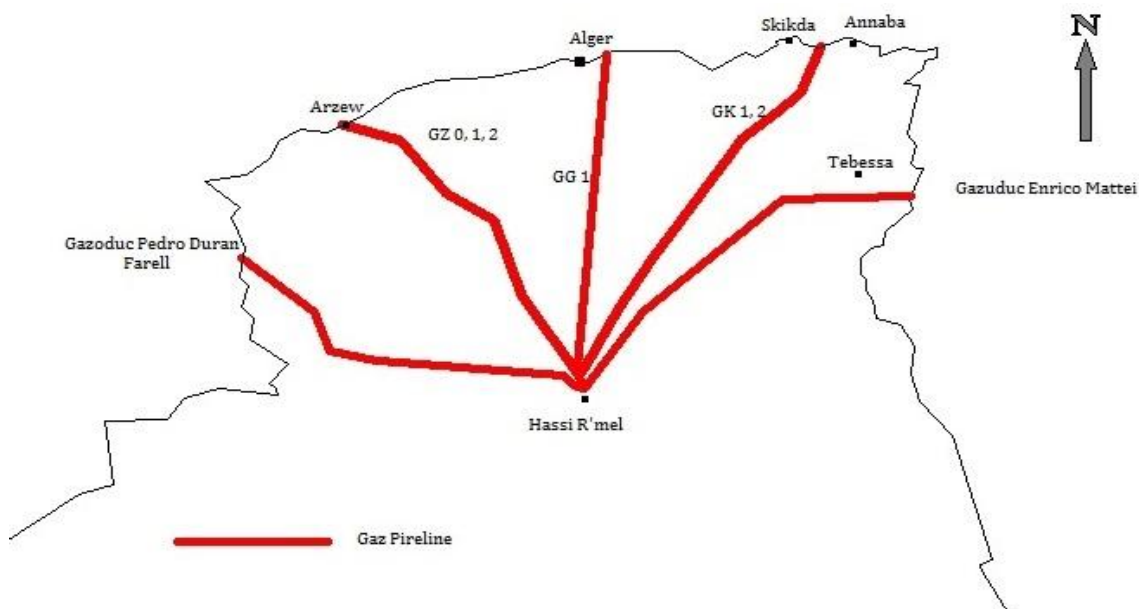 Skikda
Annaba
N
Alger
Arzew
GZ 0, 1, 2
GK 1, 2
GG 1
Tebessa
Gazuduc Enrico Mattei
Gazoduc Pedro Duran
Farell
Hassi R'mel
Gaz Pireline